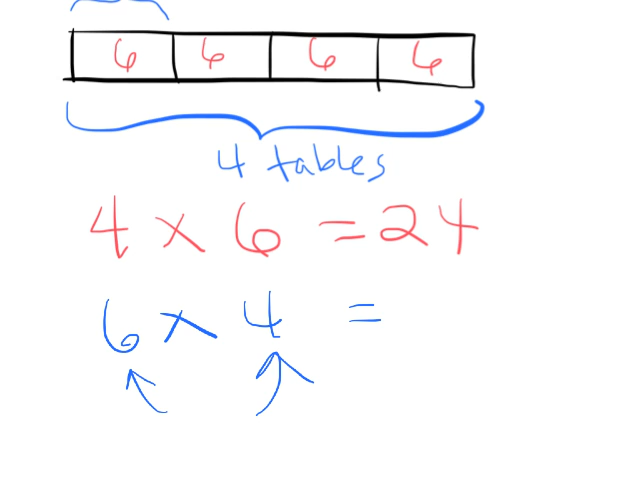 6 6 6 6
4 tables
4 × 6 = 24
6 × 4 =